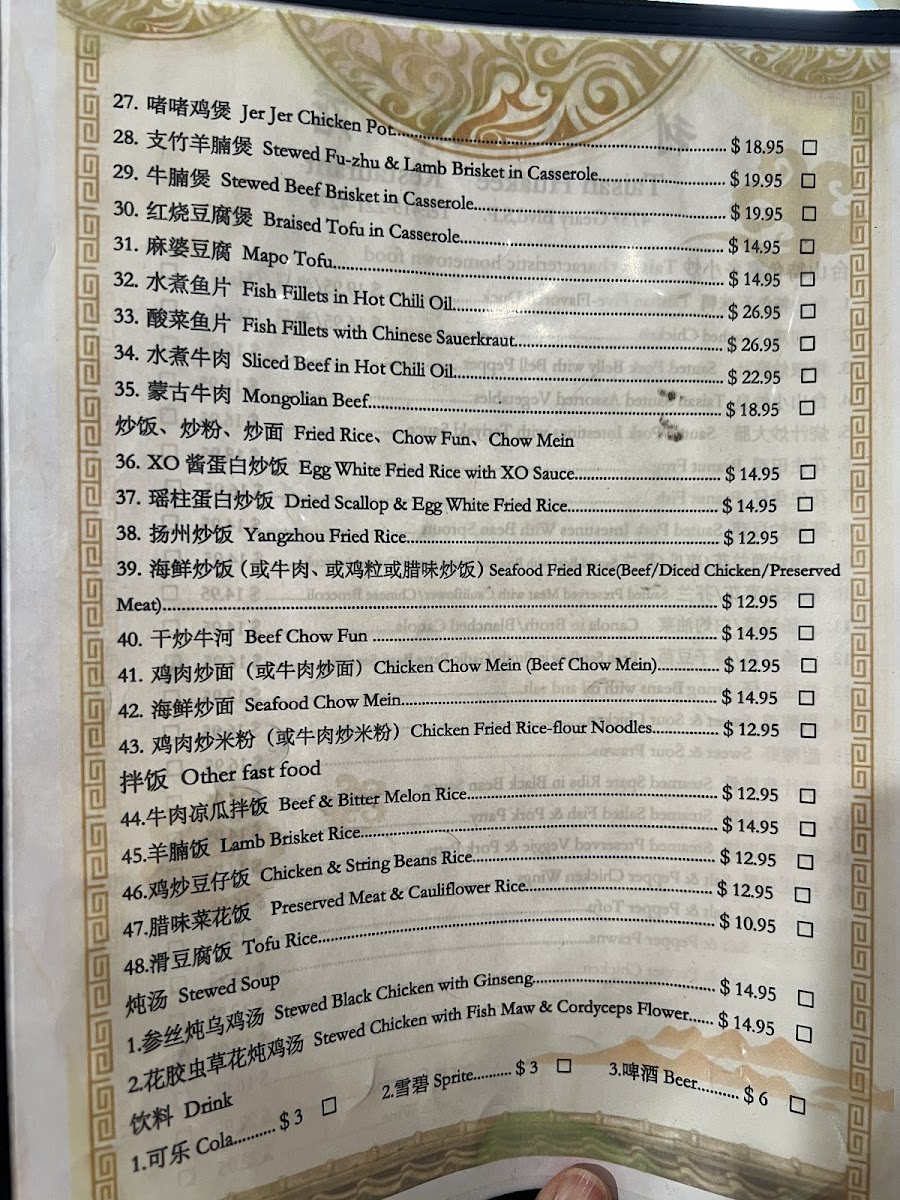 27. 啫啫鸡煲 Jer Jer Chicken Pot $ 18.95
28. 支竹羊腩煲 Stewed Fu-zhu & Lamb Brisket in Casserole $ 19.95
29. 牛腩煲 Stewed Beef Brisket in Casserole $ 19.95
30. 红烧豆腐煲 Braised Tofu in Casserole $ 14.95
31. 麻婆豆腐 Mapo Tofu $ 14.95
32. 水煮鱼片 Fish Fillets in Hot Chili Oil $ 26.95
33. 酸菜鱼片 Fish Fillets with Chinese Sauerkraut $ 26.95
34. 水煮牛肉 Sliced Beef in Hot Chili Oil $ 22.95
35. 蒙古牛肉 Mongolian Beef $ 18.95
炒饭、炒粉、炒面 Fried Rice、Chow Fun、Chow Mein
36. XO 酱蛋白炒饭 Egg White Fried Rice with XO Sauce $ 14.95
37. 瑶柱蛋白炒饭 Dried Scallop & Egg White Fried Rice $ 14.95
38. 扬州炒饭 Yangzhou Fried Rice $ 12.95
39. 海鲜炒饭（或牛肉、或鸡粒或腊味炒饭）Seafood Fried Rice(Beef/Diced Chicken/Preserved
Meat) $ 12.95
40. 干炒牛河 Beef Chow Fun $ 14.95
41. 鸡肉炒面（或牛肉炒面）Chicken Chow Mein (Beef Chow Mein) $ 12.95
42. 海鲜炒面 Seafood Chow Mein $ 14.95
43. 鸡肉炒米粉（或牛肉炒米粉）Chicken Fried Rice-flour Noodles $ 12.95
拌饭 Other fast food
44.牛肉凉瓜拌饭 Beef & Bitter Melon Rice $ 12.95
45.羊腩饭 Lamb Brisket Rice $ 14.95
46.鸡炒豆仔饭 Chicken & String Beans Rice $ 12.95
47.腊味菜花饭 Preserved Meat & Cauliflower Rice $ 12.95
48.滑豆腐饭 Tofu Rice $ 10.95
炖汤 Stewed Soup
1.参丝炖乌鸡汤 Stewed Black Chicken with Ginseng $ 14.95
2.花胶虫草花炖鸡汤 Stewed Chicken with Fish Maw & Cordyceps Flower $ 14.95
饮料 Drink
1.可乐 Cola $ 3 2.雪碧 Sprite $ 3 3.啤酒 Beer $ 6